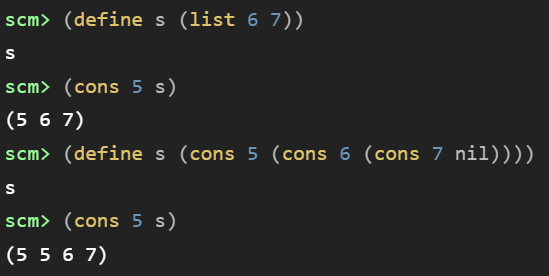 scm> (define s (list 6 7))
s
scm> (cons 5 s)
(5 6 7)
scm> (define s (cons 5 (cons 6 (cons 7 nil))))
s
scm> (cons 5 s)
(5 5 6 7)